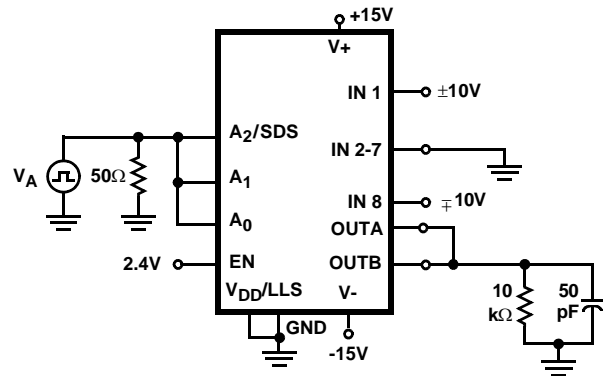 +15V
V+
IN 1
±10V
A2/SDS
IN 2-7
VA
50Ω
A1
IN 8
∓10V
A0
OUTA
2.4V
EN
OUTB
VDD/LLS
V-
10
kΩ
50
pF
GND
-15V